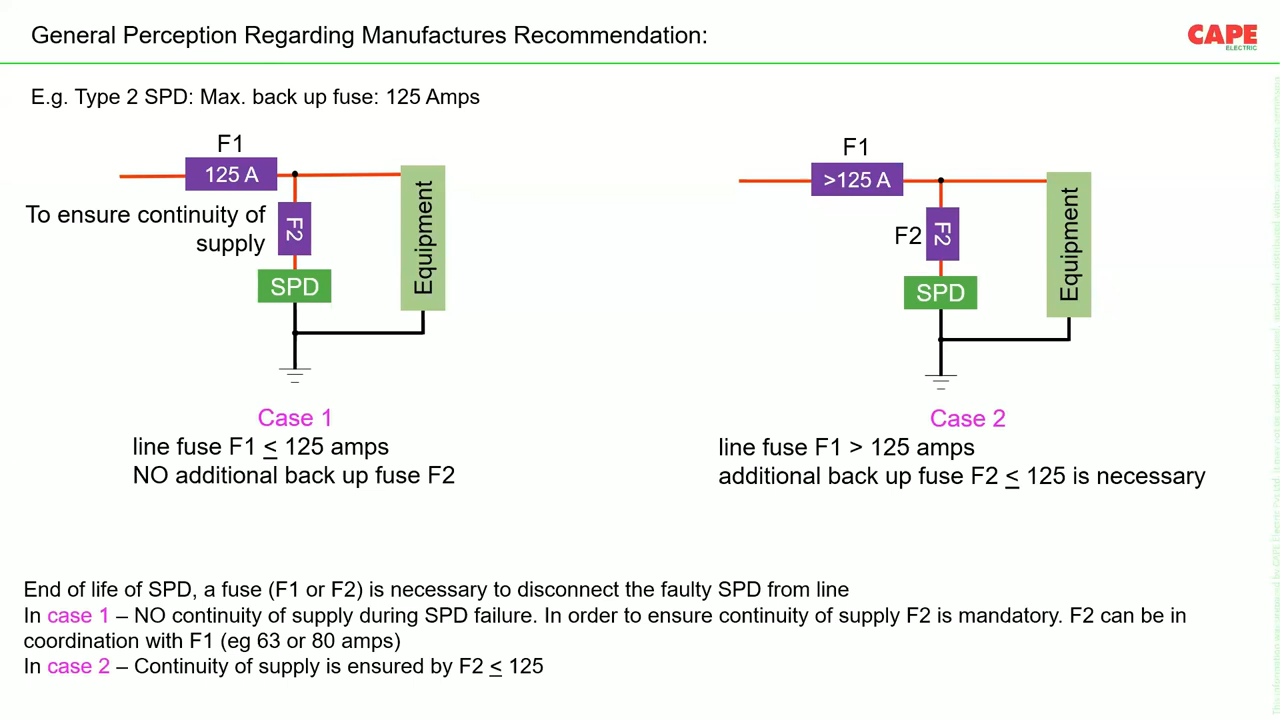 General Perception Regarding Manufactures Recommendation:
CAPE
ELECTRIC
E.g. Type 2 SPD: Max. back up fuse: 125 Amps
F1
125 A
To ensure continuity of
supply
F2
SPD
Equipment
F1
>125 A
F2
F2
SPD
Equipment
Case 1
line fuse F1 ≤ 125 amps
NO additional back up fuse F2
Case 2
line fuse F1 > 125 amps
additional back up fuse F2 ≤ 125 is necessary
End of life of SPD, a fuse (F1 or F2) is necessary to disconnect the faulty SPD from line
In case 1 – NO continuity of supply during SPD failure. In order to ensure continuity of supply F2 is mandatory. F2 can be in
coordination with F1 (eg 63 or 80 amps)
In case 2 – Continuity of supply is ensured by F2 ≤ 125